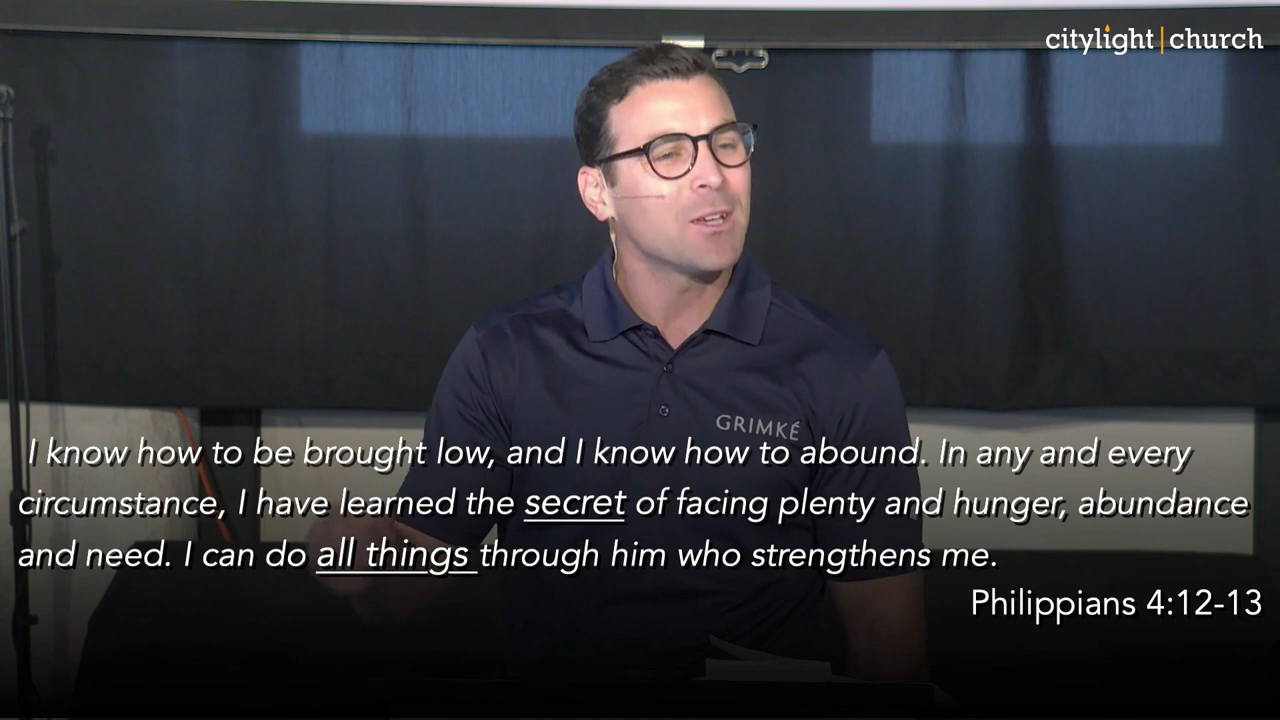 citylight church
GRIMKÉ
I know how to be brought low, and I know how to abound. In any and every
circumstance, I have learned the secret of facing plenty and hunger, abundance
and need. I can do all things through him who strengthens me.
Philippians 4:12-13